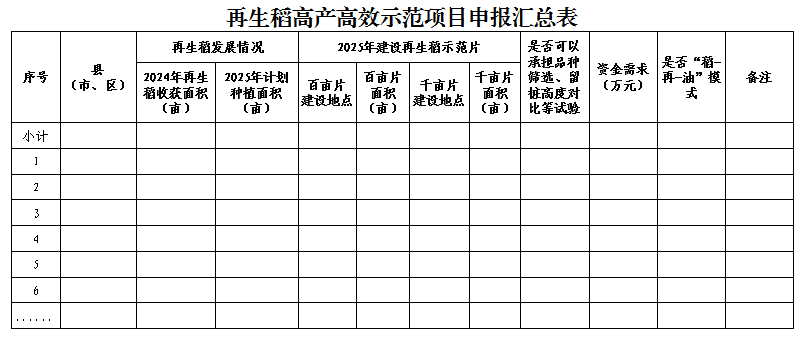 再生稻高产高效示范项目申报汇总表
序号
县
（市、区）
再生稻发展情况
2024年再生
稻收获面积
（亩）
2025年计划
种植面积
（亩）
2025年建设再生稻示范片
百亩片
建设地点
百亩片
面积
（亩）
千亩片
建设地点
千亩片
面积
（亩）
是否可以
承担品种
筛选、留
桩高度对
比等试验
资金需求
（万元）
是否“稻-
再-油”模
式
备注
小计
1
2
3
4
5
6
......